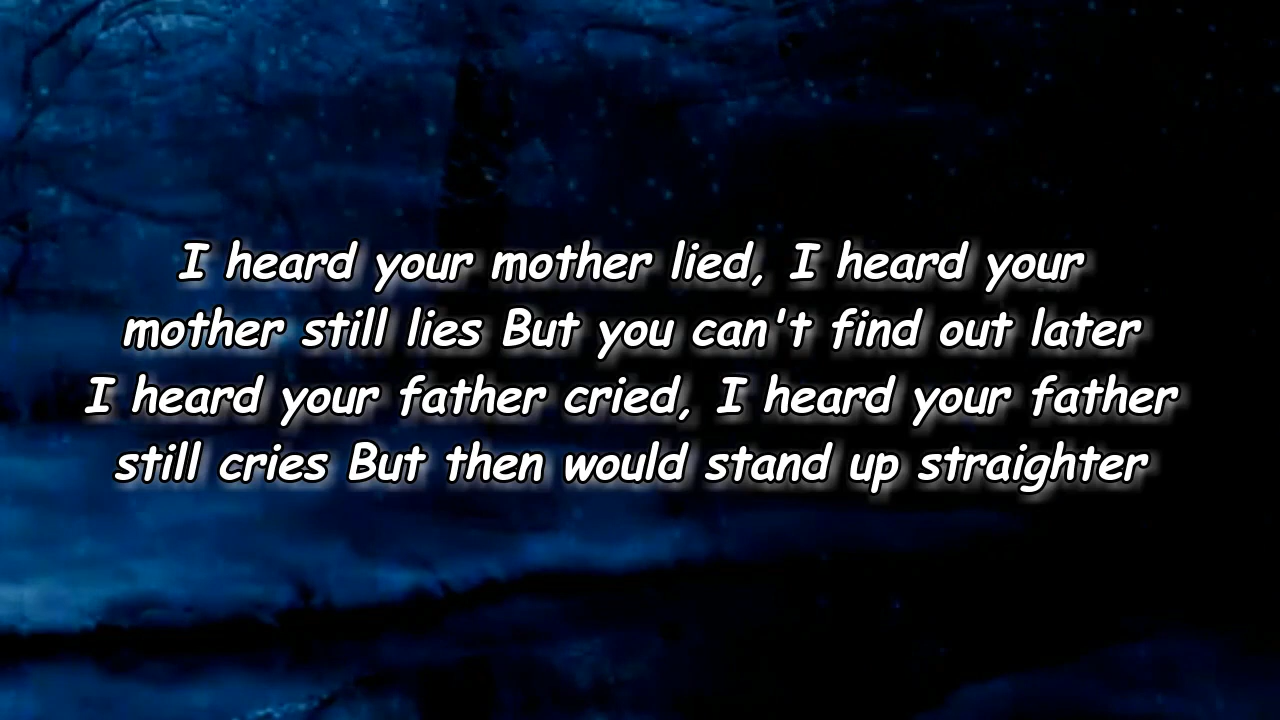 I heard your mother lied, I heard your
mother still lies But you can't find out later
I heard your father cried, I heard your father
still cries But then would stand up straighter